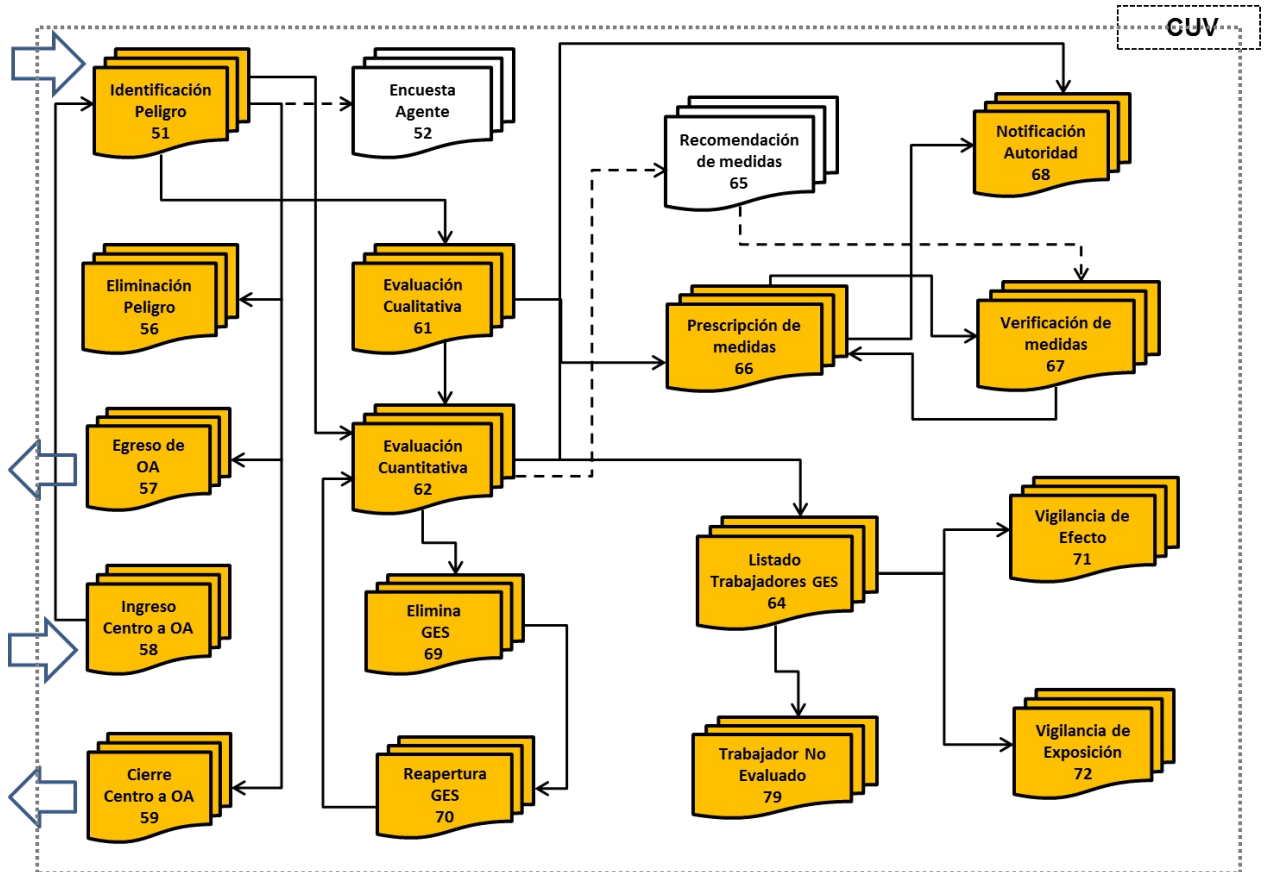 CUV
Identificación
Peligro
51
Encuesta
Agente
52
Recomendación
de medidas
65
Notificación
Autoridad
68
Eliminación
Peligro
56
Evaluación
Cualitativa
61
Prescripción de
medidas
66
Verificación de
medidas
67
Egreso de
OA
57
Evaluación
Cuantitativa
62
Listado
Trabajadores GES
64
Vigilancia de
Efecto
71
Ingreso
Centro a OA
58
Elimina
GES
69
Cierre
Centro a OA
59
Reapertura
GES
70
Trabajador No
Evaluado
79
Vigilancia de
Exposición
72